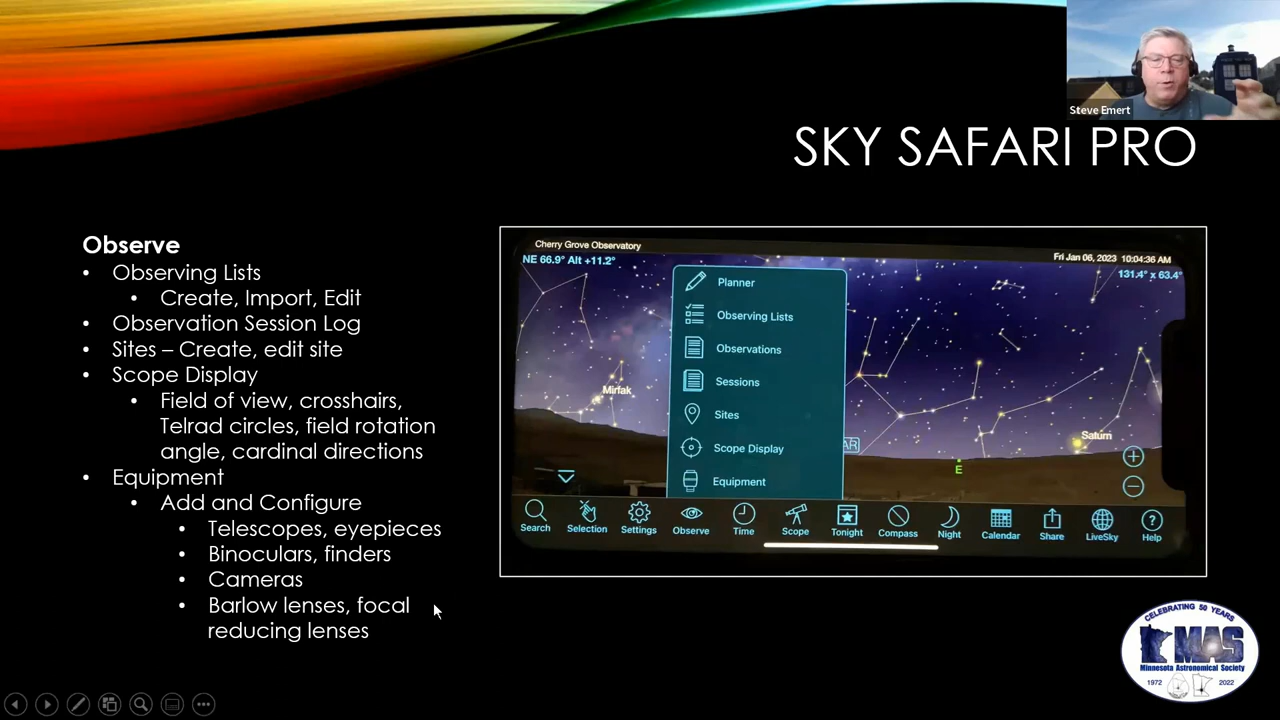 Steve Emert
SKY SAFARI PRO
Observe
• Observing Lists
• Create, Import, Edit
• Observation Session Log
• Sites – Create, edit site
• Scope Display
• Field of view, crosshairs,
Telrad circles, field rotation
angle, cardinal directions
• Equipment
• Add and Configure
• Telescopes, eyepieces
• Binoculars, finders
• Cameras
• Barlow lenses, focal
reducing lenses
Cherry Grove Observatory
Fri Jan 06, 2023 10:04:36 AM
NE 66.9° Alt +11.2°
131.4° x 63.4°
Planner
Observing Lists
Observations
Sessions
Sites
Scope Display
Equipment
Mirfak
AR
Saturn
E
Search
Selection
Settings
Observe
Time
Scope
Tonight
Compass
Night
Calendar
Share
LiveSky
Help
CELEBRATING 50 YEARS
MAS
Minnesota Astronomical Society
1972
2022